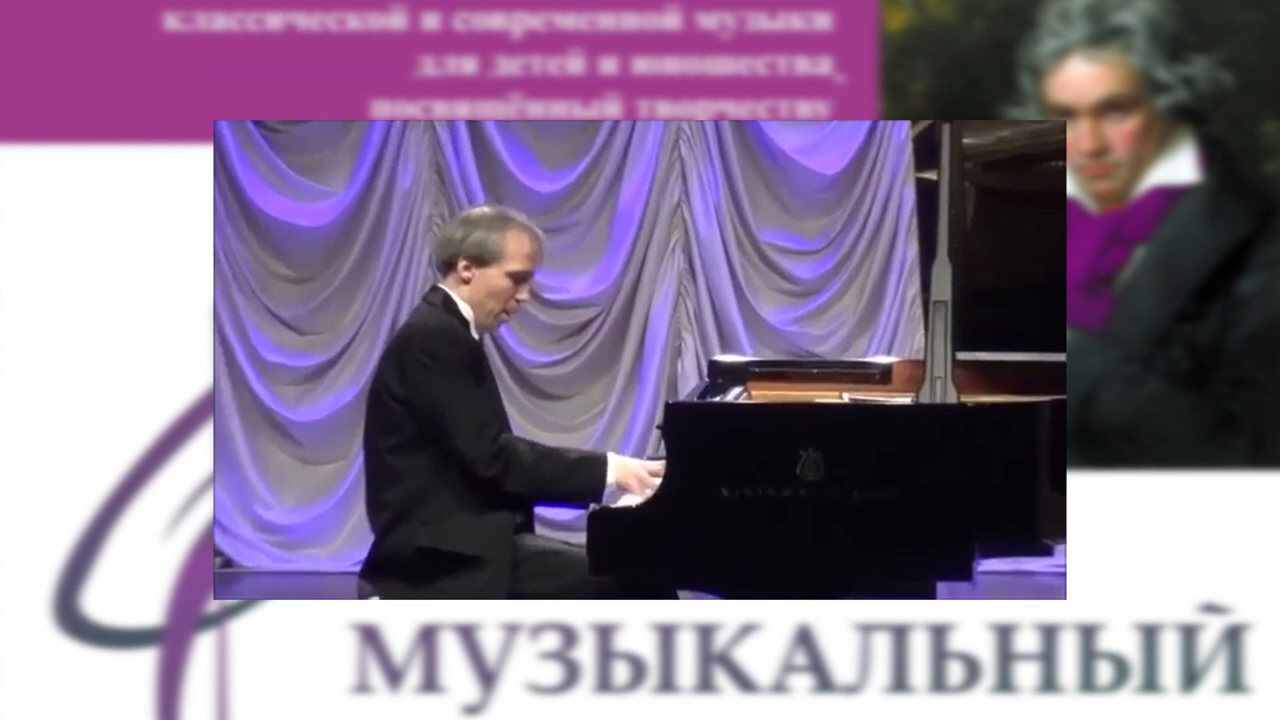 классической и современной музыки
для детей и юношества,
посвящённый творчеству
МУЗЫКАЛЬНЫЙ